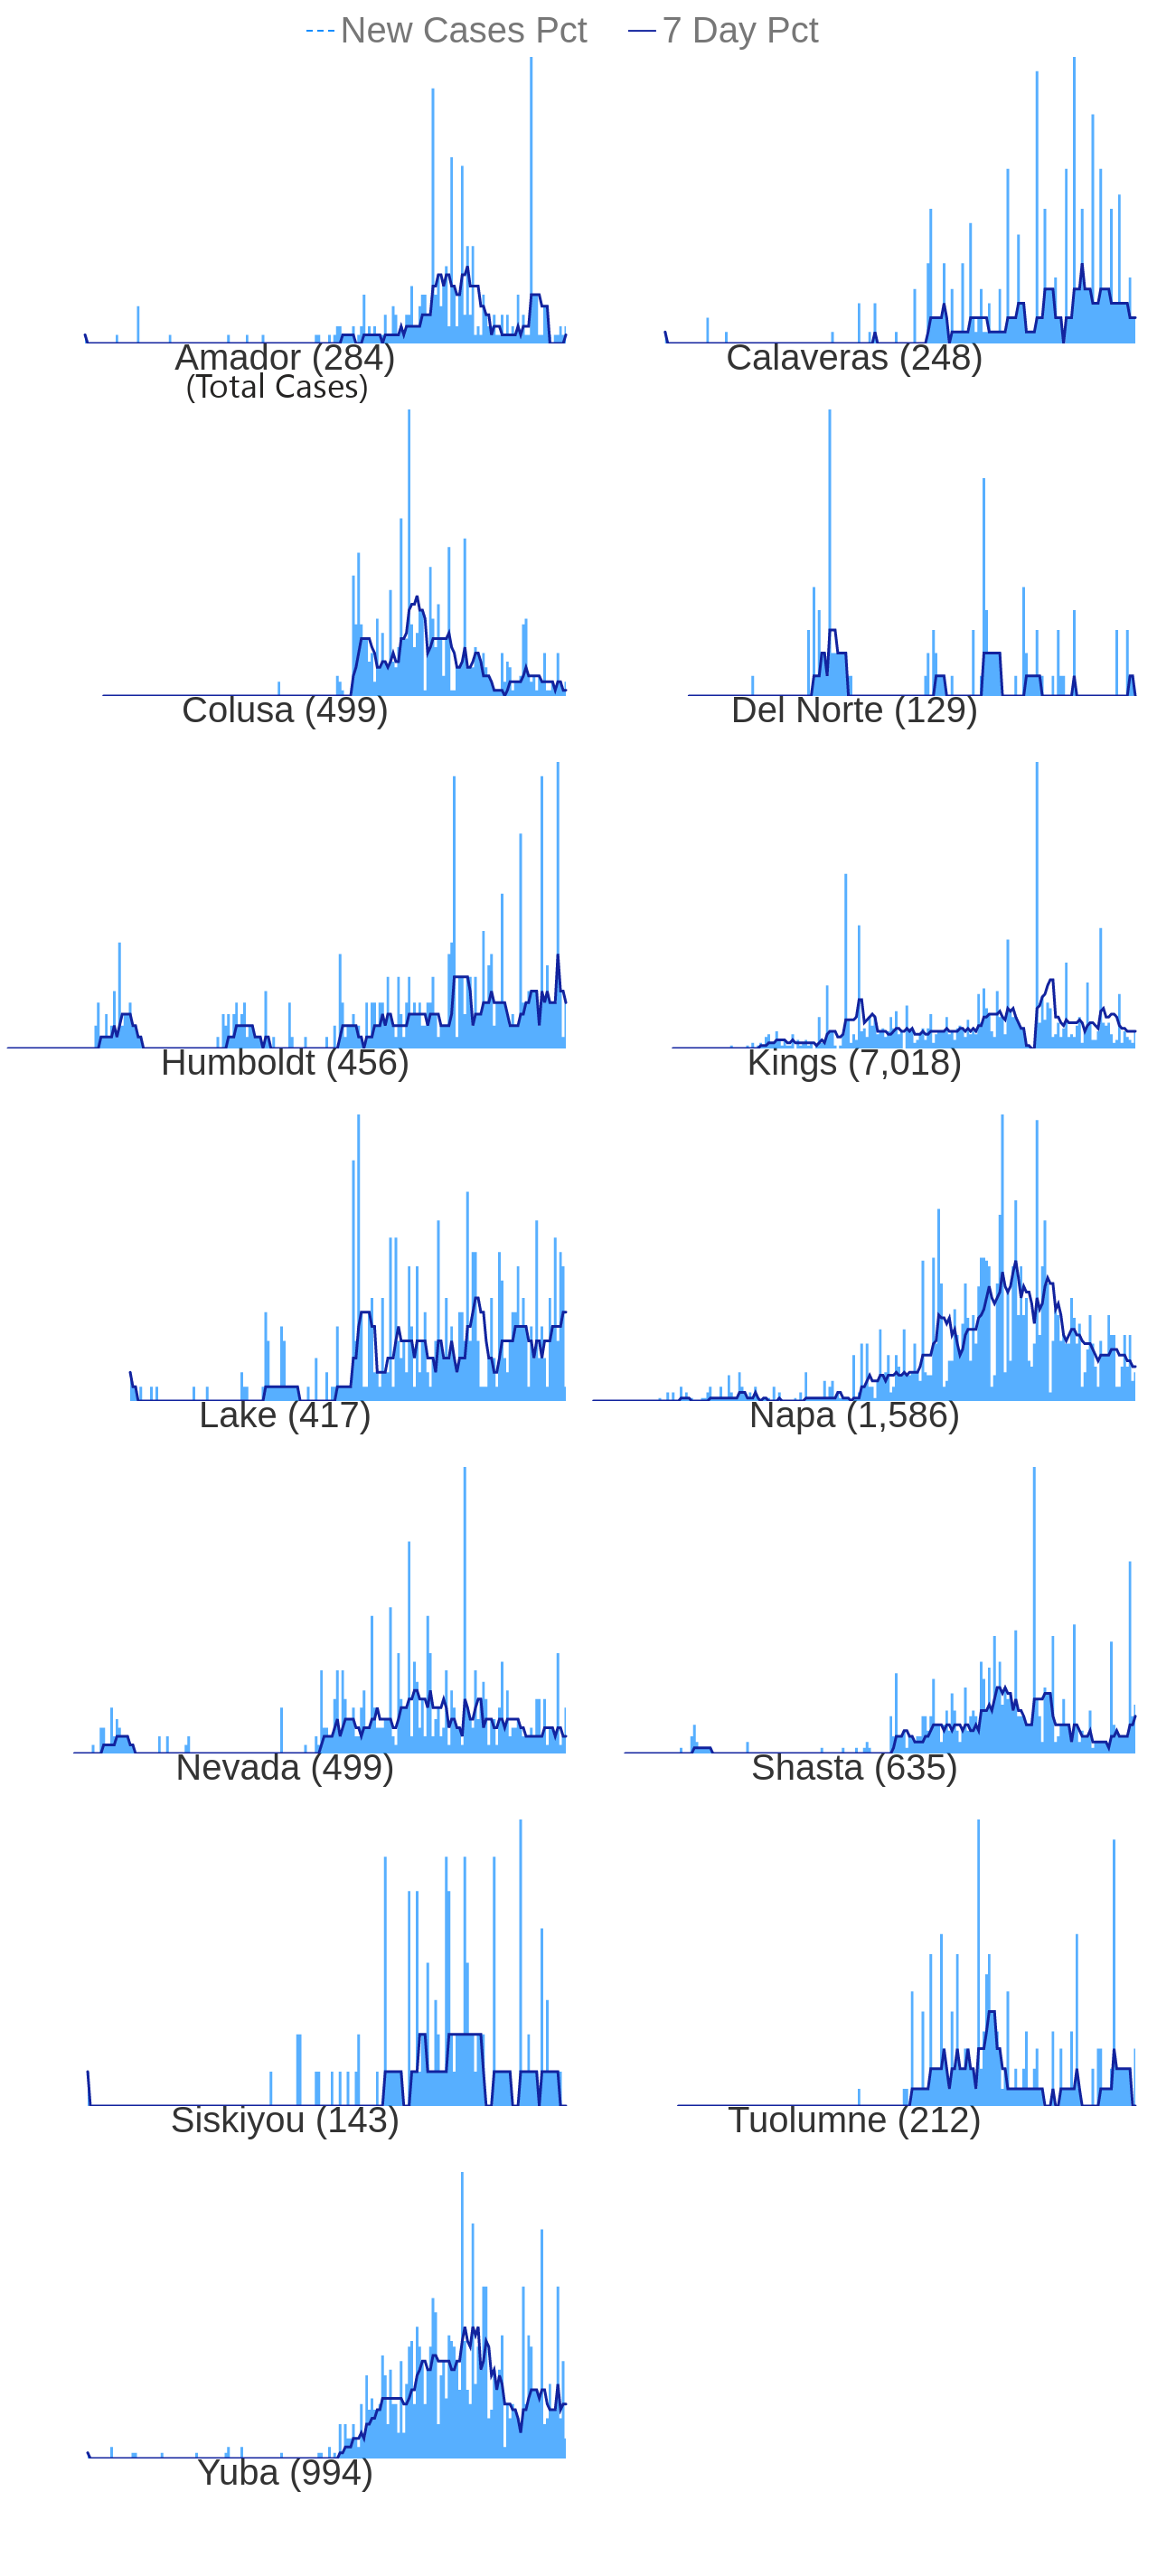 New Cases Pct 7 Day Pct
Amador (284) Calaveras (248)
(Total Cases)
Colusa (499) Del Norte (129)
Humboldt (456) Kings (7,018)
Lake (417) Napa (1,586)
Nevada (499) Shasta (635)
Siskiyou (143) Tuolumne (212)
Yuba (994)